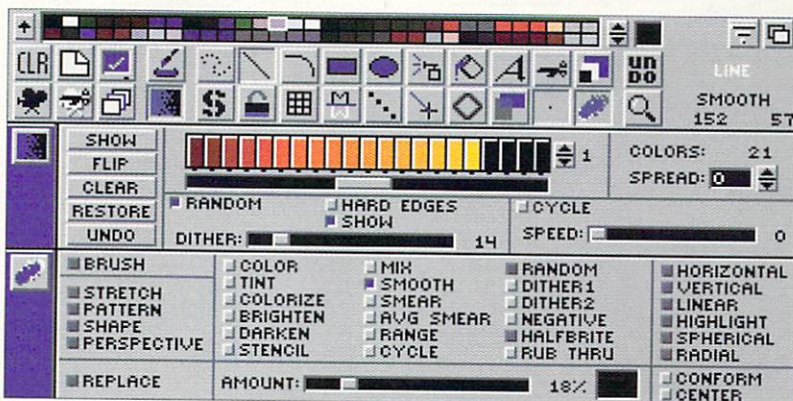 CLR
A
UN
DO
LINE
$
SMOOTH
152 57
SHOW
FLIP
CLEAR
RESTORE
UNDO
1
COLORS: 21
SPREAD: 0
RANDOM
HARD EDGES
SHOW
CYCLE
DITHER: 14
SPEED: 0
BRUSH
STRETCH
PATTERN
SHAPE
PERSPECTIVE
COLOR
TINT
COLORIZE
BRIGHTEN
DARKEN
STENCIL
MIX
SMOOTH
SMEAR
AVG SMEAR
RANGE
CYCLE
RANDOM
DITHER1
DITHER2
NEGATIVE
HALFBRITE
RUB THRU
HORIZONTAL
VERTICAL
LINEAR
HIGHLIGHT
SPHERICAL
RADIAL
REPLACE
AMOUNT: 18%
CONFORM
CENTER